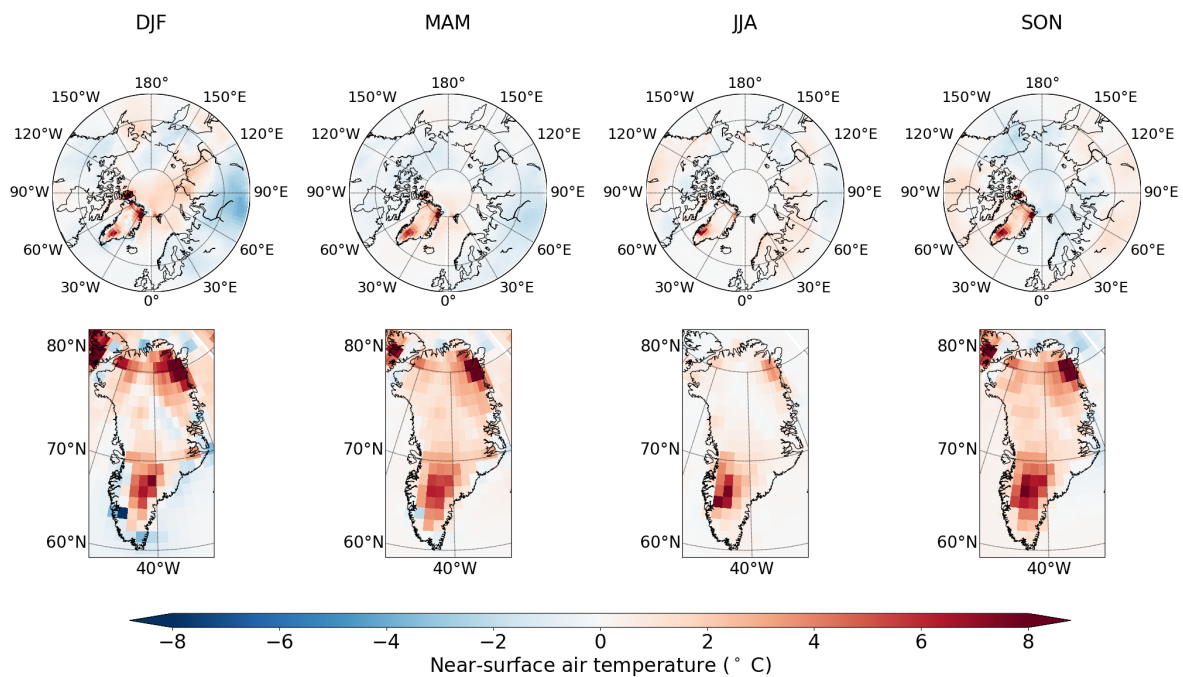 DJF MAM JJA SON
180° 180° 180° 180°
150°W 150°E 150°W 150°E 150°W 150°E 150°W 150°E
120°W 120°E 120°W 120°E 120°W 120°E 120°W 120°E
90°W 90°E 90°W 90°E 90°W 90°E 90°W 90°E
60°W 60°E 60°W 60°E 60°W 60°E 60°W 60°E
30°W 30°E 30°W 30°E 30°W 30°E 30°W 30°E
0° 0° 0° 0°
80°N 80°N 80°N 80°N
70°N 70°N 70°N 70°N
60°N 60°N 60°N 60°N
40°W 40°W 40°W 40°W
−8 −6 −4 −2 0 2 4 6 8
Near-surface air temperature (° C)